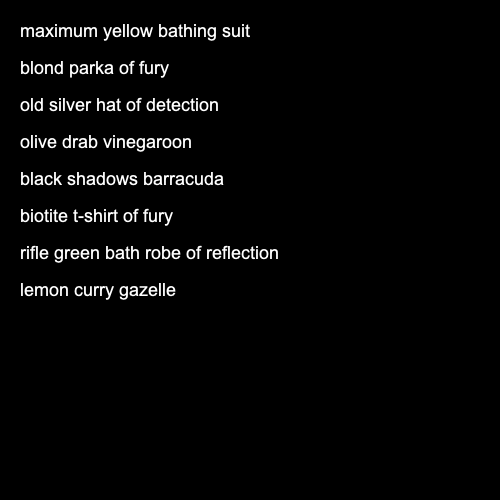 maximum yellow bathing suit
blond parka of fury
old silver hat of detection
olive drab vinegaroon
black shadows barracuda
biotite t-shirt of fury
rifle green bath robe of reflection
lemon curry gazelle